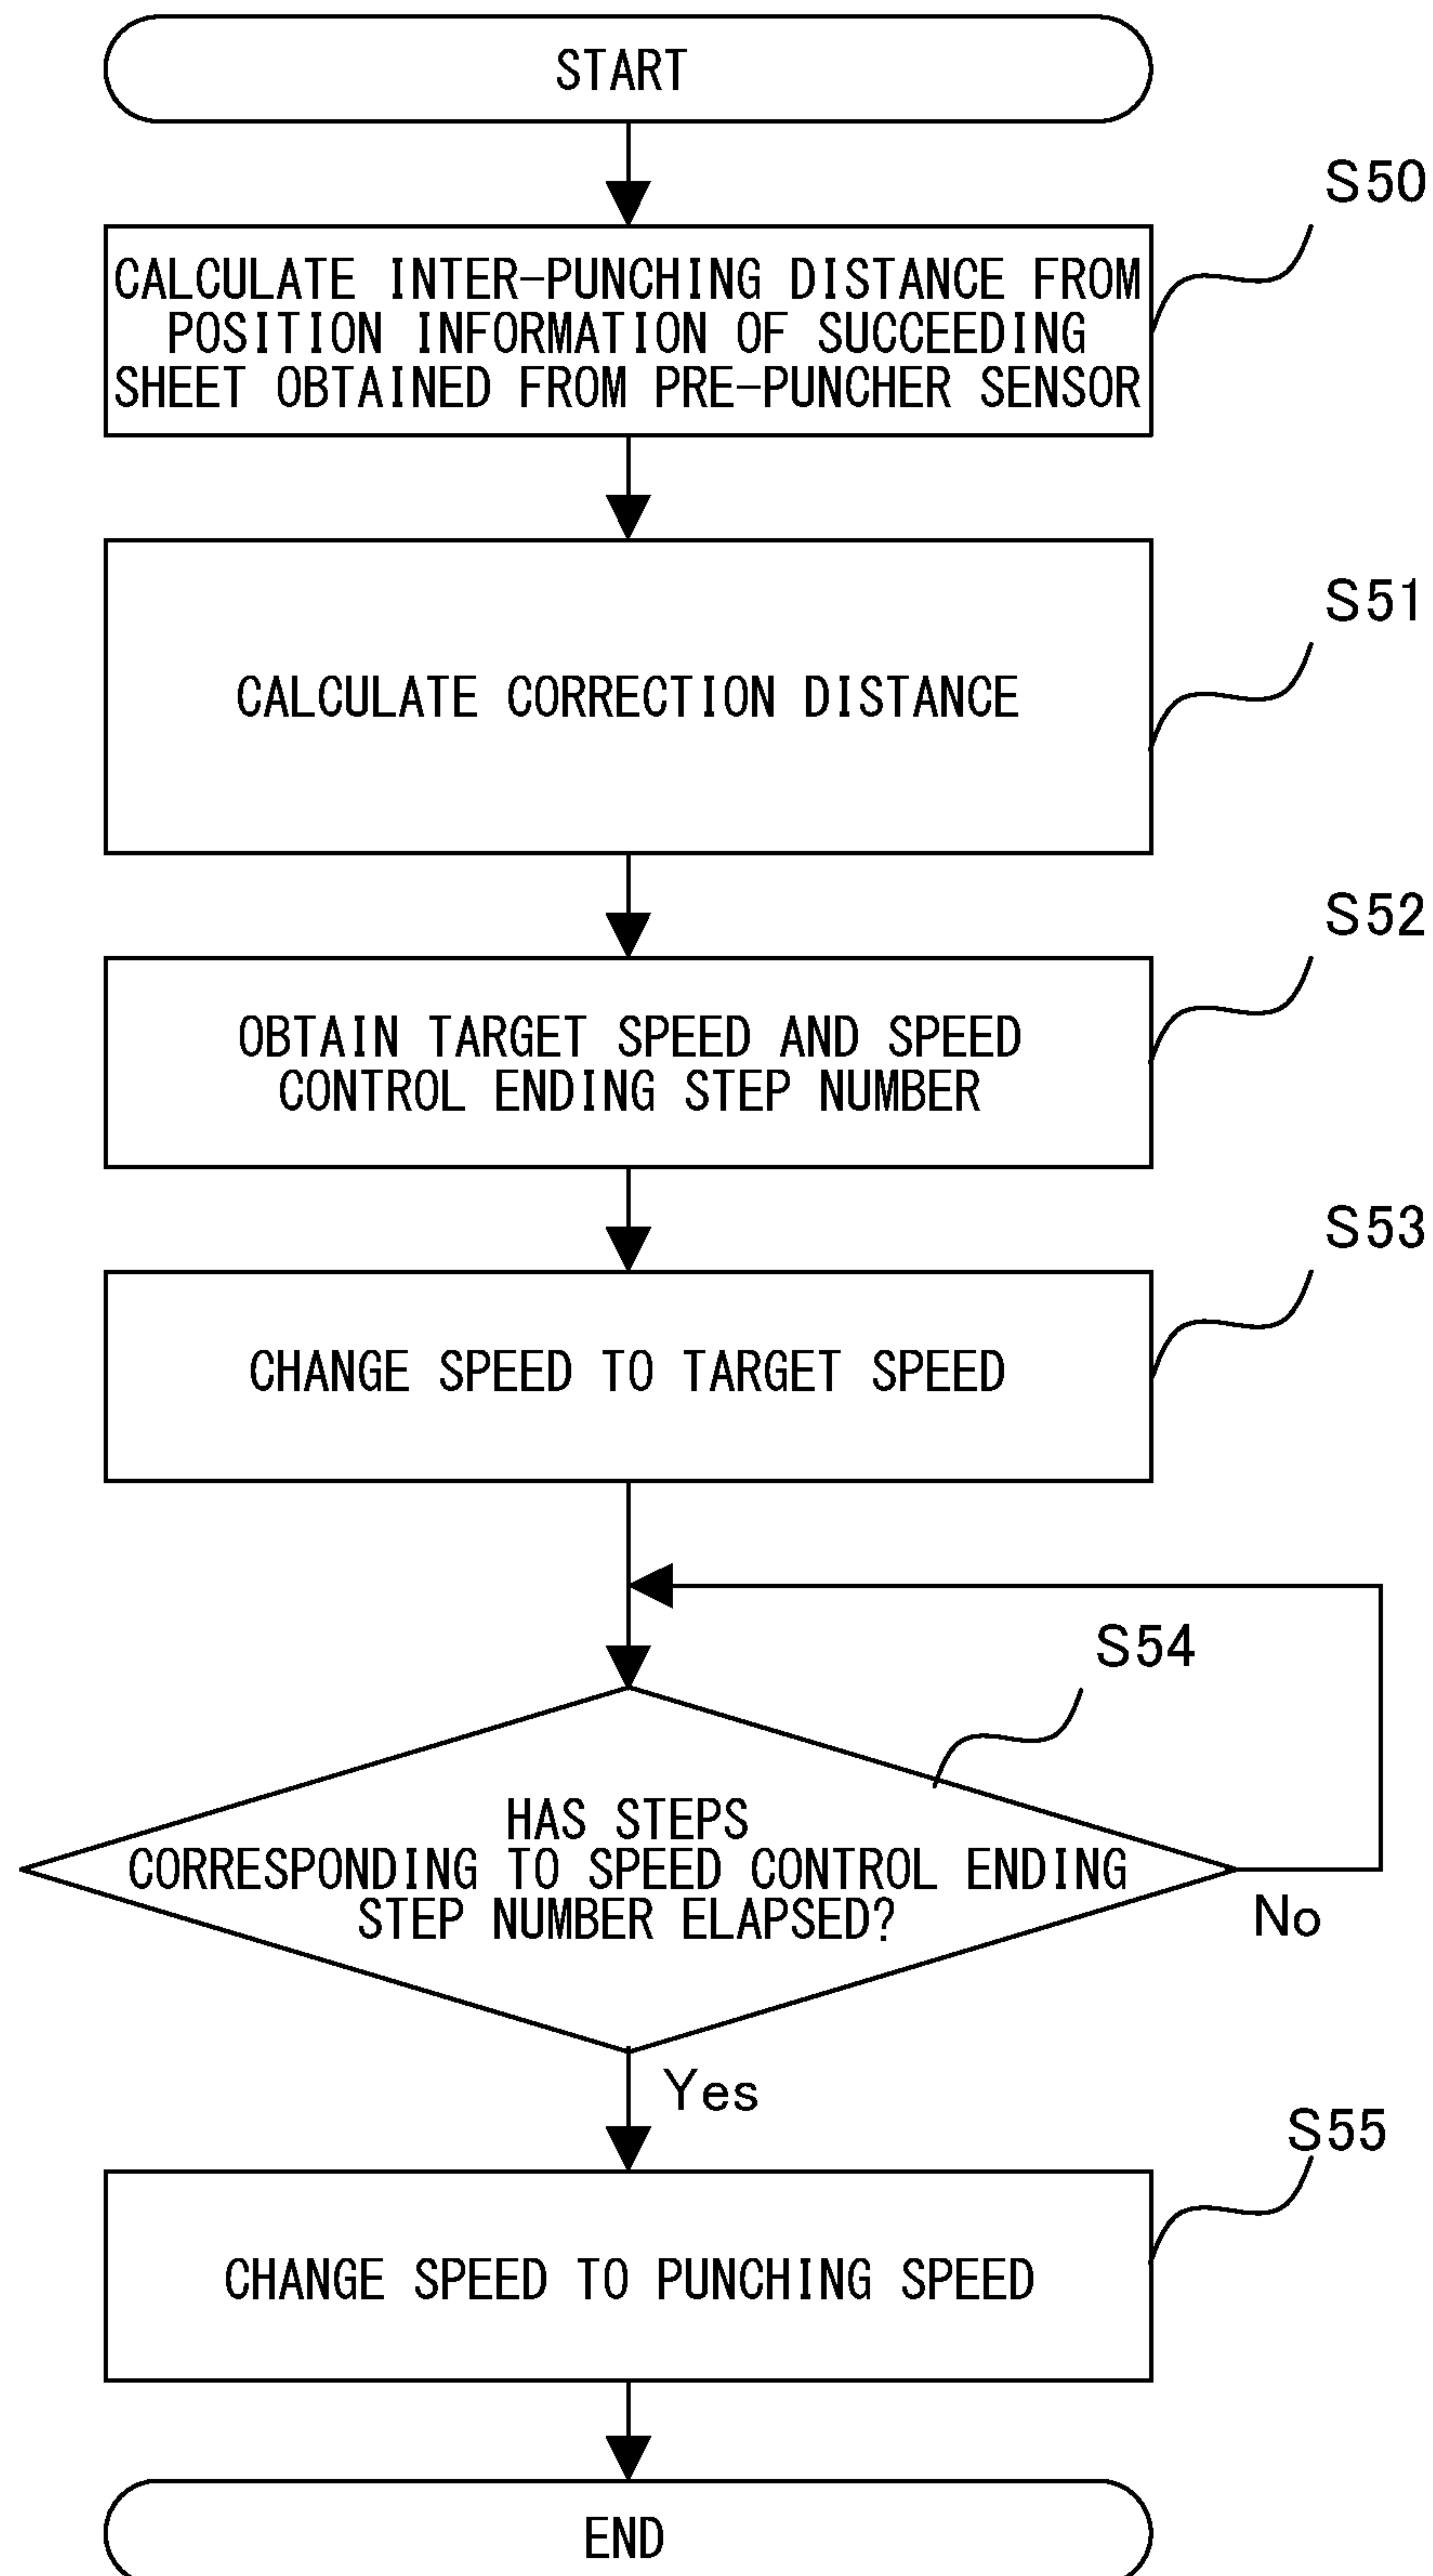 START
S50
CALCULATE INTER-PUNCHING DISTANCE FROM
POSITION INFORMATION OF SUCCEEDING
SHEET OBTAINED FROM PRE-PUNCHER SENSOR
S51
CALCULATE CORRECTION DISTANCE
S52
OBTAIN TARGET SPEED AND SPEED
CONTROL ENDING STEP NUMBER
S53
CHANGE SPEED TO TARGET SPEED
S54
HAS STEPS
CORRESPONDING TO SPEED CONTROL ENDING
STEP NUMBER ELAPSED?
No
Yes
S55
CHANGE SPEED TO PUNCHING SPEED
END